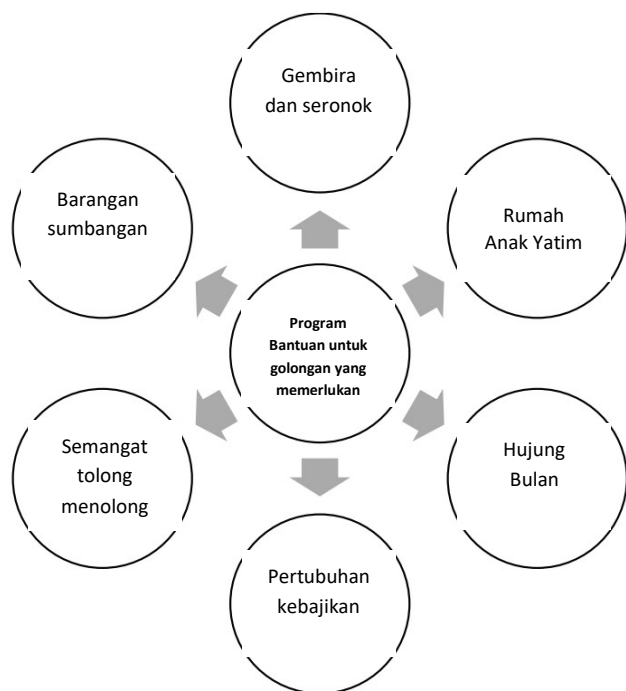 Gembira
dan seronok
Barangan
sumbangan
Rumah
Anak Yatim
Program
Bantuan untuk
golongan yang
memerlukan
Semangat
tolong
menolong
Hujung
Bulan
Pertubuhan
kebajikan